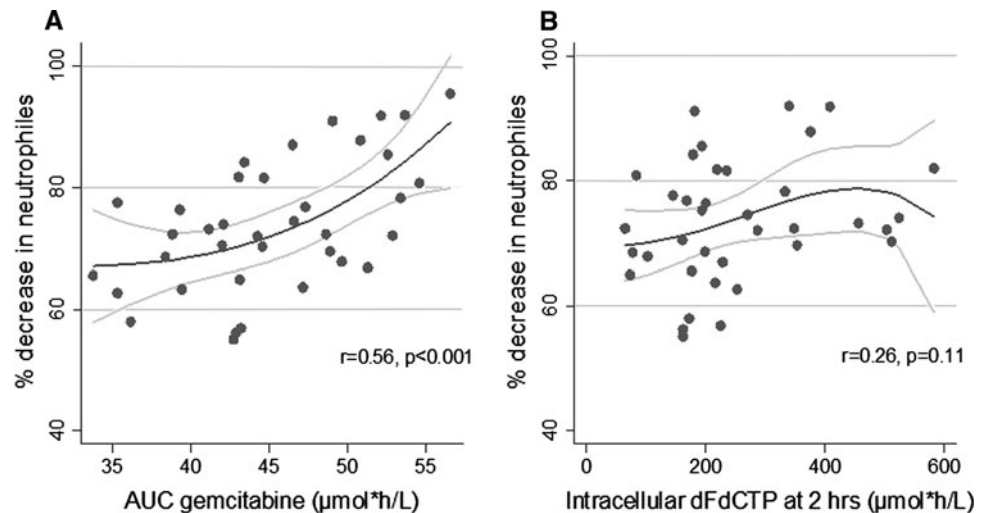 A
% decrease in neutrophiles
100
80
60
40
r=0.56, p<0.001
35 40 45 50 55
AUC gemcitabine (µmol*h/L)
B
% decrease in neutrophiles
100
80
60
40
r=0.26, p=0.11
0 200 400 600
Intracellular dFdCTP at 2 hrs (µmol*h/L)